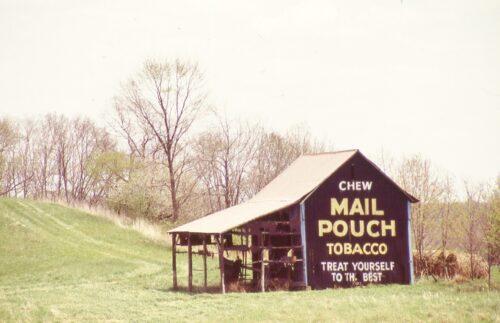 CHEW
MAIL
POUCH
TOBACCO
TREAT YOURSELF
TO TH. BEST